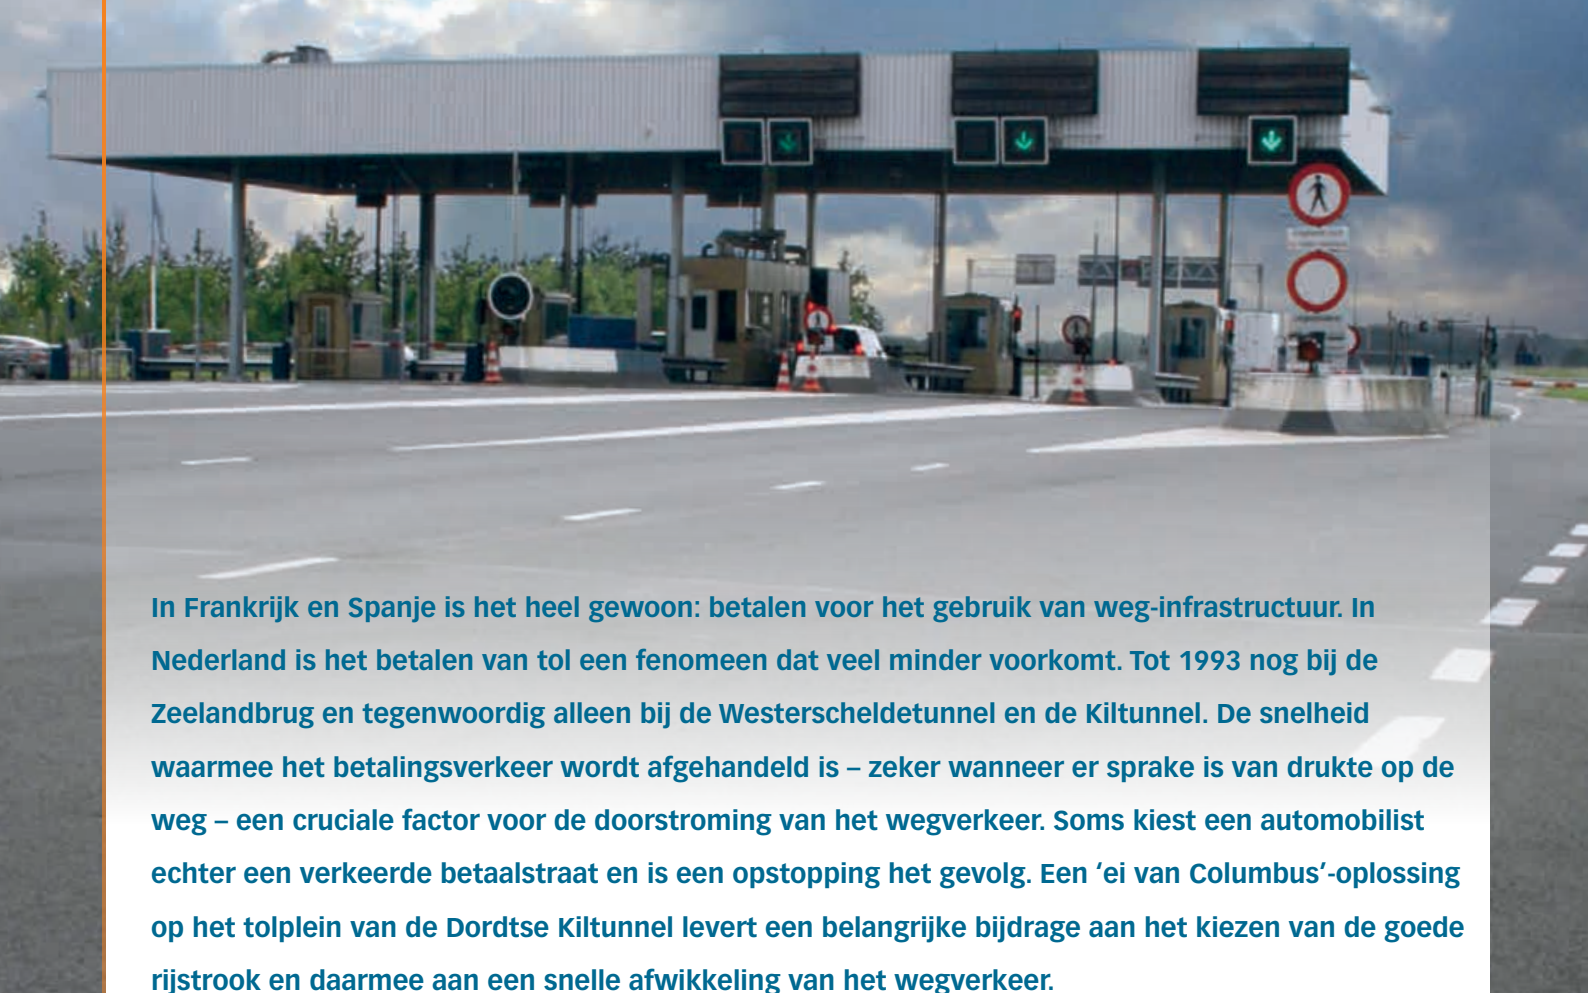 In Frankrijk en Spanje is het heel gewoon: betalen voor het gebruik van weg-infrastructuur. In
Nederland is het betalen van tol een fenomeen dat veel minder voorkomt. Tot 1993 nog bij de
Zeelandbrug en tegenwoordig alleen bij de Westerscheldetunnel en de Kiltunnel. De snelheid
waarmee het betalingsverkeer wordt afgehandeld is – zeker wanneer er sprake is van drukte op de
weg – een cruciale factor voor de doorstroming van het wegverkeer. Soms kiest een automobilist
echter een verkeerde betaalstraat en is een opstopping het gevolg. Een ‘ei van Columbus’-oplossing
op het tolplein van de Dordtse Kiltunnel levert een belangrijke bijdrage aan het kiezen van de goede
rijstrook en daarmee aan een snelle afwikkeling van het wegverkeer.